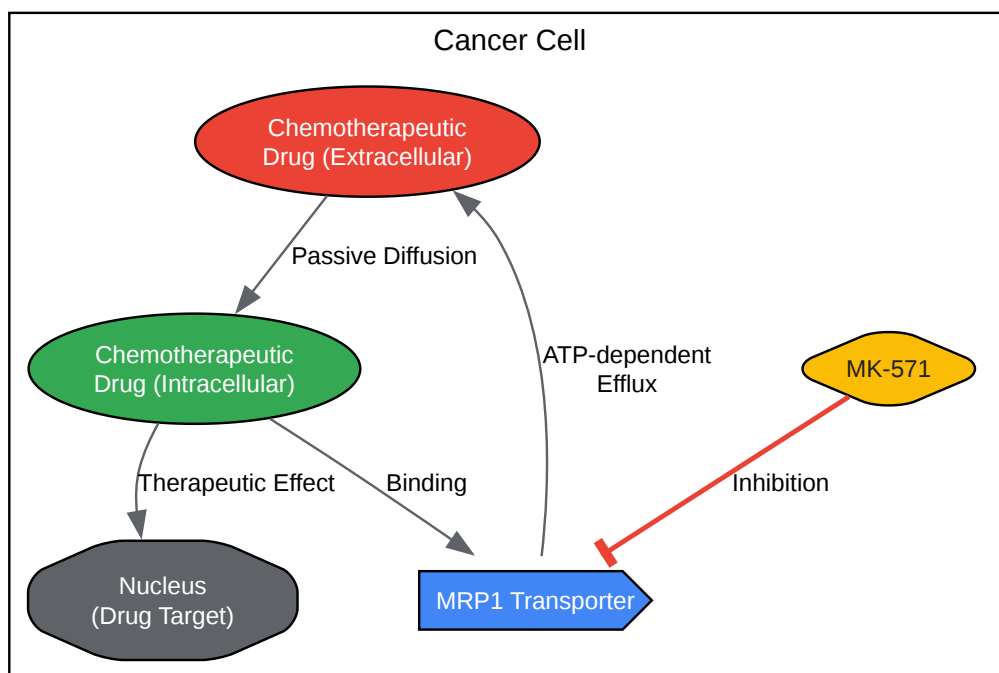 Cancer Cell
Chemotherapeutic
Drug (Extracellular)
Passive Diffusion
Chemotherapeutic
Drug (Intracellular)
ATP-dependent
Efflux
MK-571
Therapeutic Effect
Binding
Inhibition
Nucleus
(Drug Target)
MRP1 Transporter